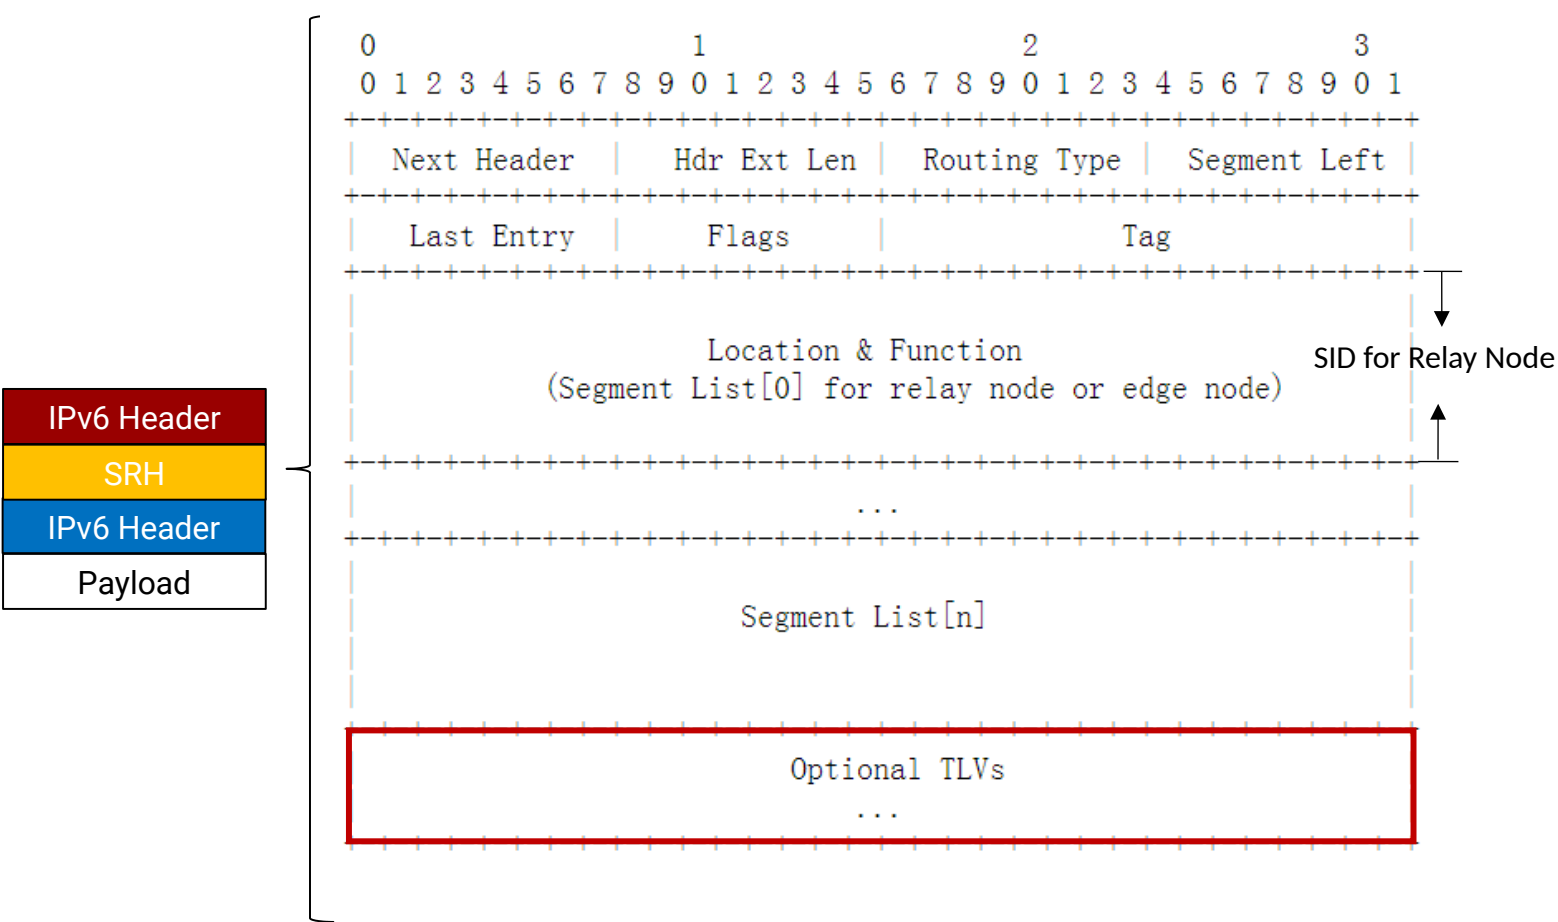 0 1 2 3
0 1 2 3 4 5 6 7 8 9 0 1 2 3 4 5 6 7 8 9 0 1 2 3 4 5 6 7 8 9 0 1
+-+-+-+-+-+-+-+-+-+-+-+-+-+-+-+-+-+-+-+-+-+-+-+-+-+-+-+-+-+-+-+-+
| Next Header | Hdr Ext Len | Routing Type | Segment Left |
+-+-+-+-+-+-+-+-+-+-+-+-+-+-+-+-+-+-+-+-+-+-+-+-+-+-+-+-+-+-+-+-+
| Last Entry | Flags | Tag |
+-+-+-+-+-+-+-+-+-+-+-+-+-+-+-+-+-+-+-+-+-+-+-+-+-+-+-+-+-+-+-+-+
Location & Function
(Segment List[0] for relay node or edge node)
SID for Relay Node
+-+-+-+-+-+-+-+-+-+-+-+-+-+-+-+-+-+-+-+-+-+-+-+-+-+-+-+-+-+-+-+-+
| ... |
+-+-+-+-+-+-+-+-+-+-+-+-+-+-+-+-+-+-+-+-+-+-+-+-+-+-+-+-+-+-+-+-+
Segment List[n]
Optional TLVs
...
IPv6 Header
SRH
IPv6 Header
Payload